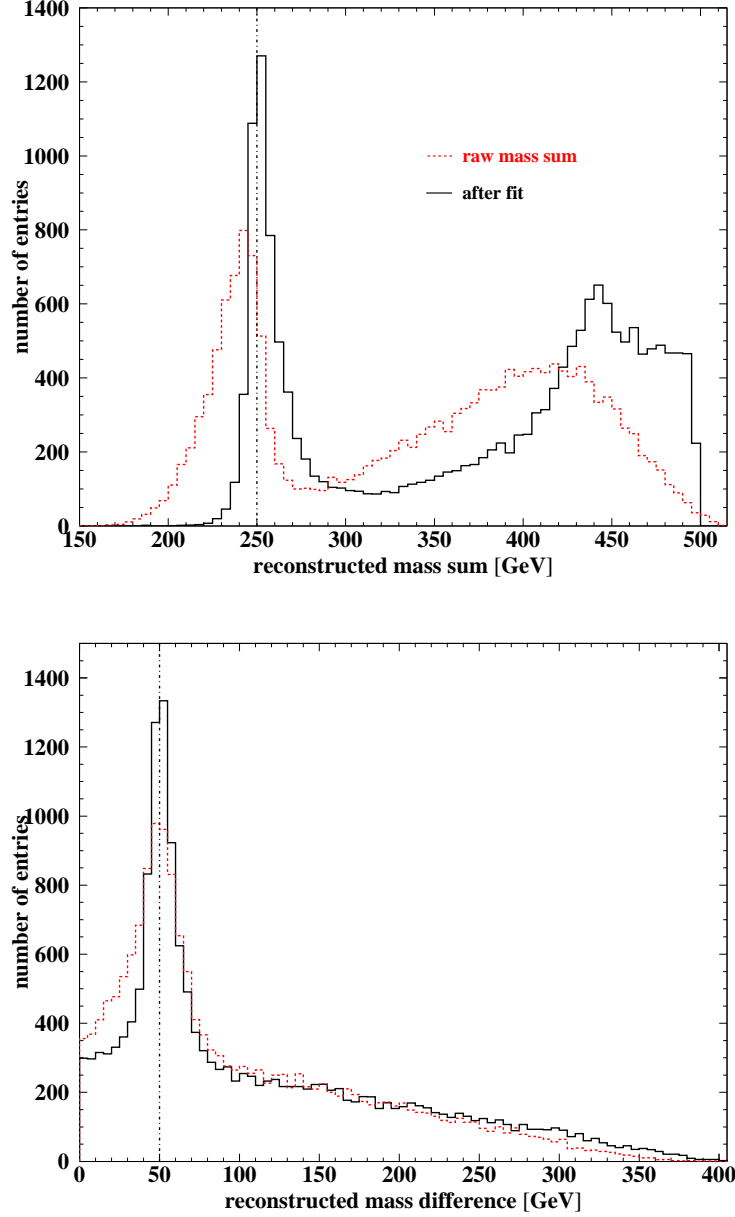 1400
1200
1000
800
600
400
200
0
number of entries
raw mass sum
after fit
150 200 250 300 350 400 450 500
reconstructed mass sum [GeV]
1400
1200
1000
800
600
400
200
0
number of entries
0 50 100 150 200 250 300 350 400
reconstructed mass difference [GeV]